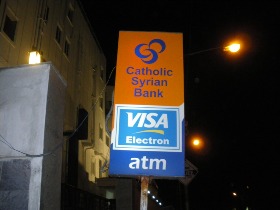 Catholic
Syrian
Bank
VISA
Electron
atm